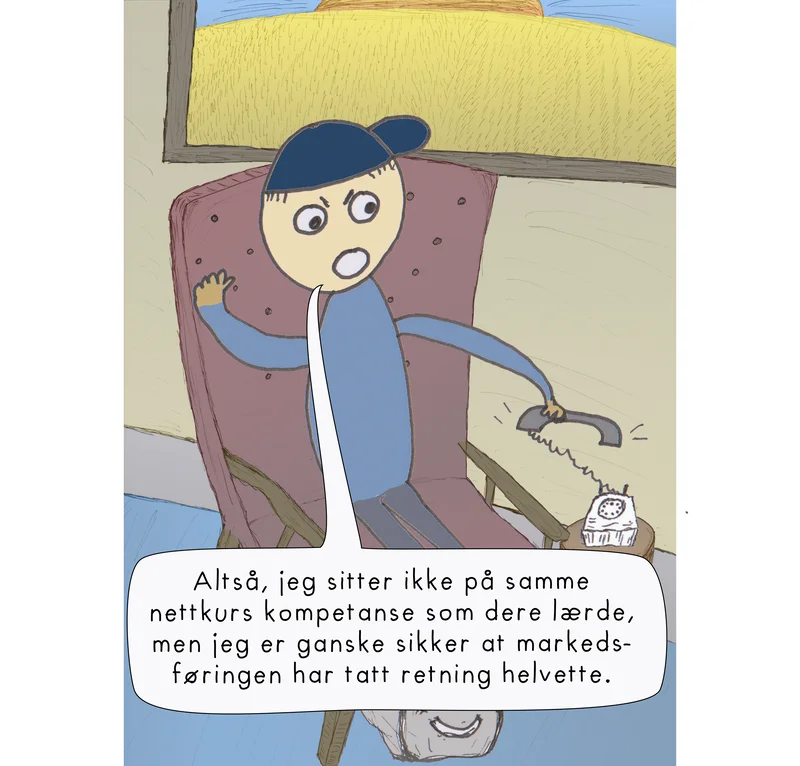 Altså, jeg sitter ikke på samme
nettkurs kompetanse som dere lærde,
men jeg er ganske sikker at markeds-
føringen har tatt retning helvette.